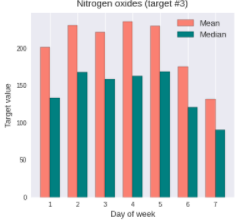 Nitrogen oxides (target #3)
Mean
Median
Target value
200
150
100
50
0
1 2 3 4 5 6 7
Day of week